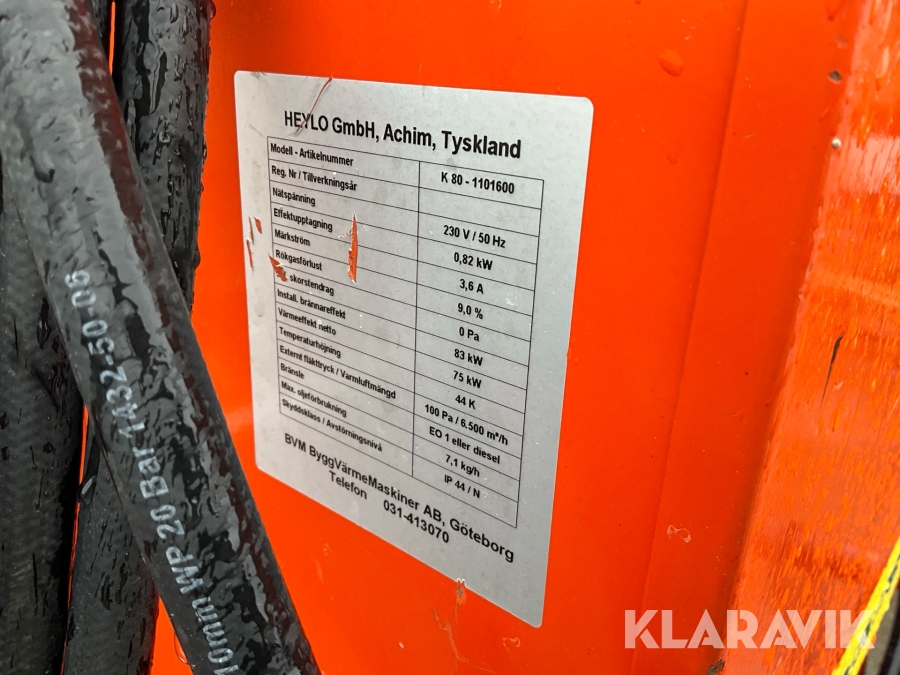 HEYLO GmbH, Achim, Tyskland
Modell - Artikelnummer K 80 - 1101600
Reg. Nr / Tillverkningsår
Nätspänning 230 V / 50 Hz
Effektupptagning 0,82 kW
Märkström 3,6 A
Rökgasförlust 9,0 %
skorstendrag 0 Pa
Install. brännareffekt 83 kW
Värmeeffekt netto 75 kW
Temperaturhöjning 44 K
Externt fläkttryck / Varmluftmängd 100 Pa / 6.500 m³/h
Bränsle EO 1 eller diesel
Max. oljeförbrukning 7,1 kg/h
Skyddsklass / Avstörningsnivå IP 44 / N
BVM ByggVärmeMaskiner AB, Göteborg
Telefon 031-413070
10mm WP 20 Bar 1432-50-06
KLARAVIK